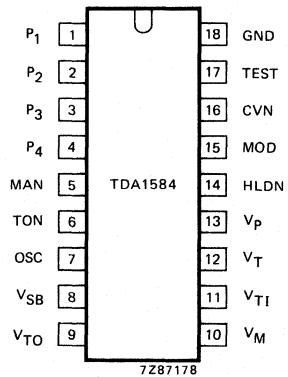 P1 1 18 GND
P2 2 17 TEST
P3 3 16 CVN
P4 4 15 MOD
MAN 5 TDA1584 14 HLDN
TON 6 13 VP
OSC 7 12 VT
VSB 8 11 VTI
VTO 9 10 VM
7Z87178